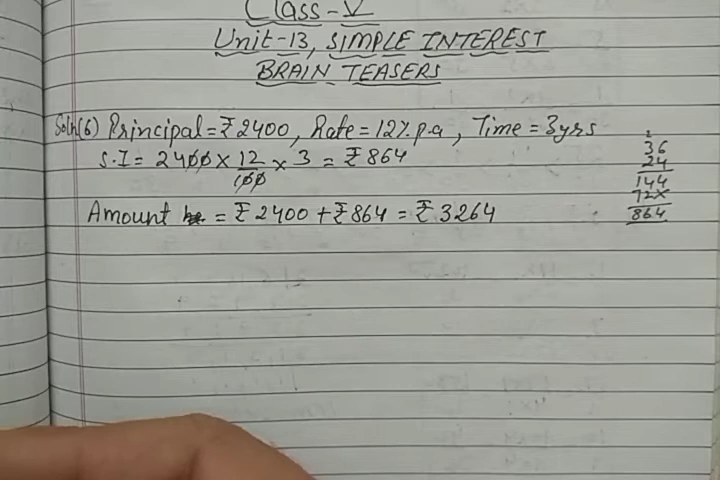 Class-V
Unit-13, SIMPLE INTEREST
BRAIN TEASERS
Soln(6) Principal = ₹2400, Rate = 12% p.a, Time = 3yrs
S.I = 2400 × 12/100 × 3 = ₹864
Amount = ₹2400 + ₹864 = ₹3264
2
36
24
144
72×
864